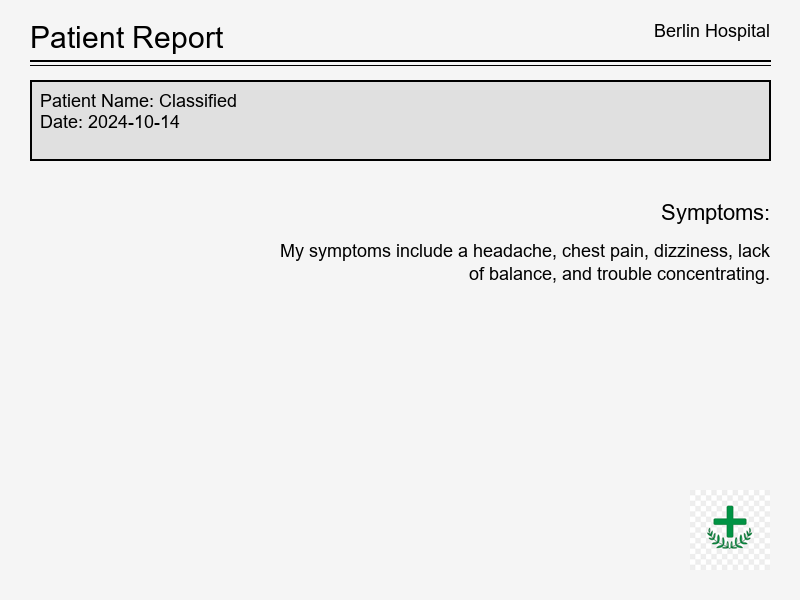 Patient Report
Berlin Hospital
Patient Name: Classified
Date: 2024-10-14
Symptoms:
My symptoms include a headache, chest pain, dizziness, lack
of balance, and trouble concentrating.